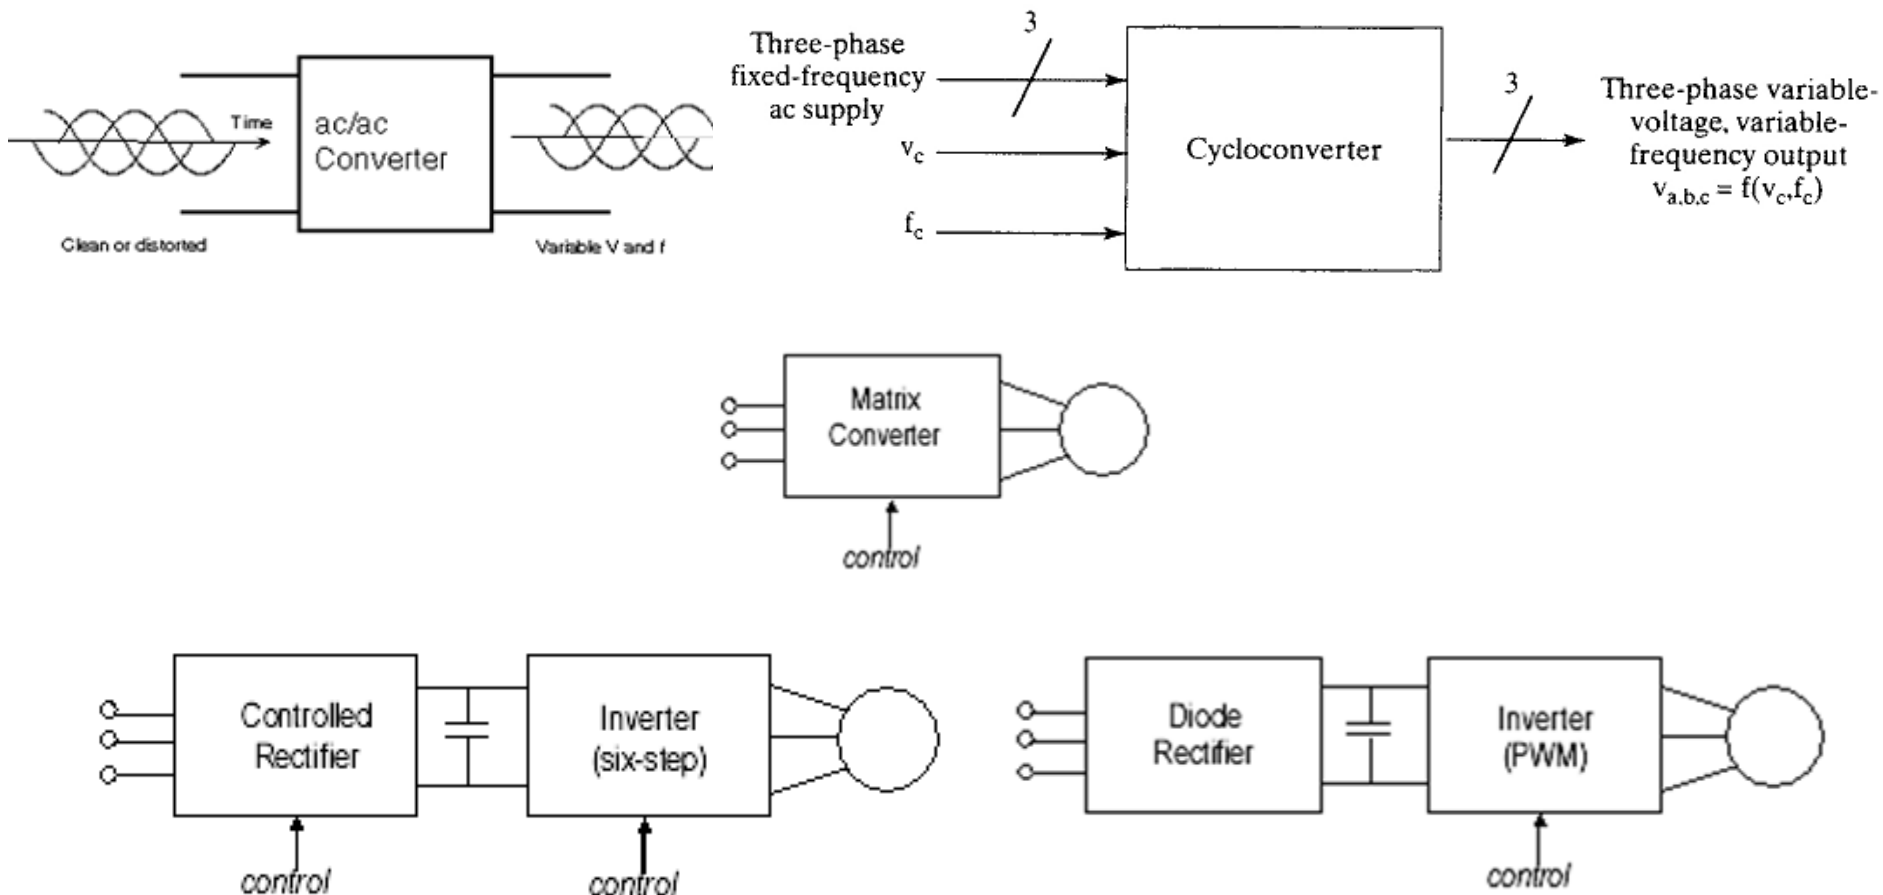 Time
ac/ac
Converter
Clean or distorted
Variable V and f
3
Three-phase
fixed-frequency
ac supply
v_c
f_c
Cycloconverter
3
Three-phase variable-
voltage, variable-
frequency output
v_a,b,c = f(v_c,f_c)
Matrix
Converter
control
Controlled
Rectifier
control
Inverter
(six-step)
control
Diode
Rectifier
Inverter
(PWM)
control